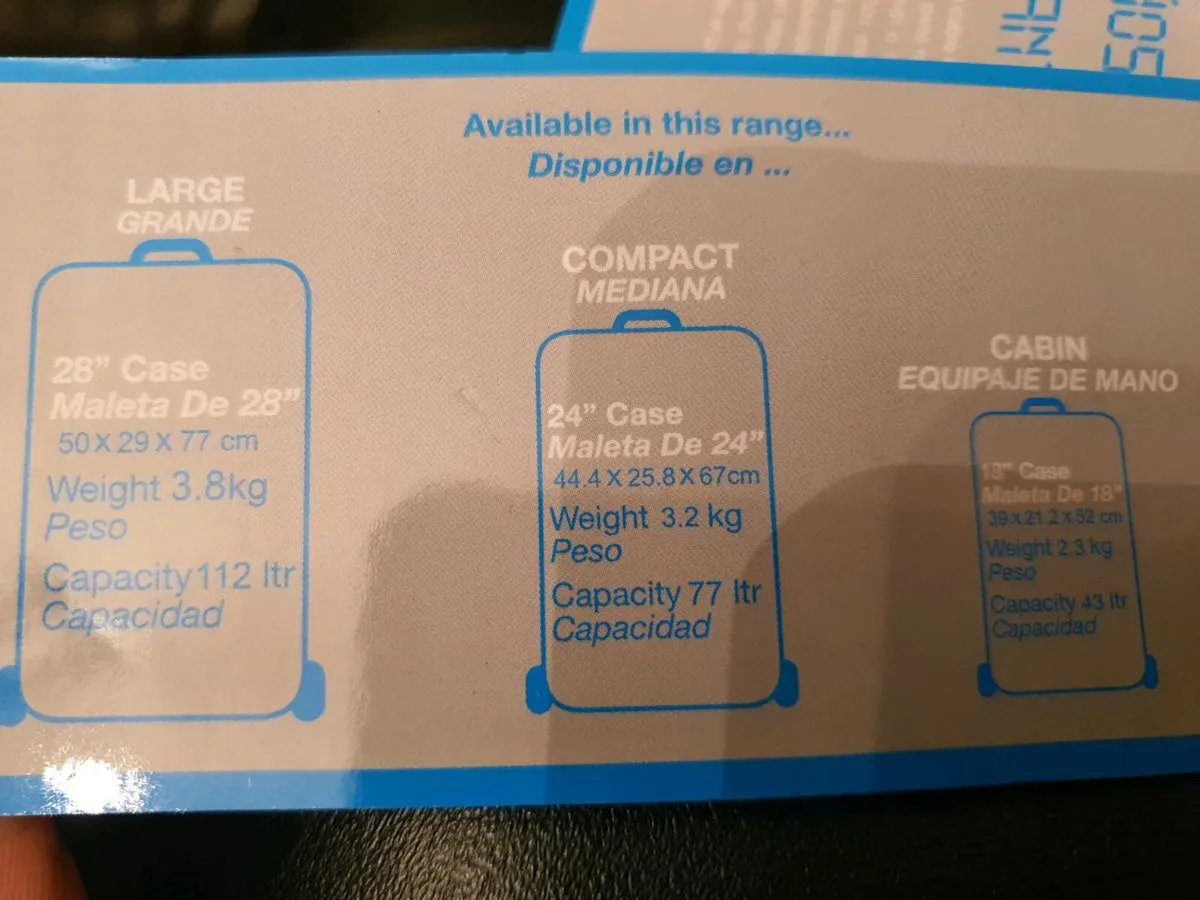 Available in this range...
Disponible en ...
LARGE
GRANDE
28” Case
Maleta De 28”
50 X 29 X 77 cm
Weight 3.8kg
Peso
Capacity 112 ltr
Capacidad
COMPACT
MEDIANA
24” Case
Maleta De 24”
44.4 X 25.8 X 67cm
Weight 3.2 kg
Peso
Capacity 77 ltr
Capacidad
CABIN
EQUIPAJE DE MANO
18” Case
Maleta De 18”
39 x 21.2 x 52 cm
Weight 2.3 kg
Peso
Capacity 43 ltr
Capacidad